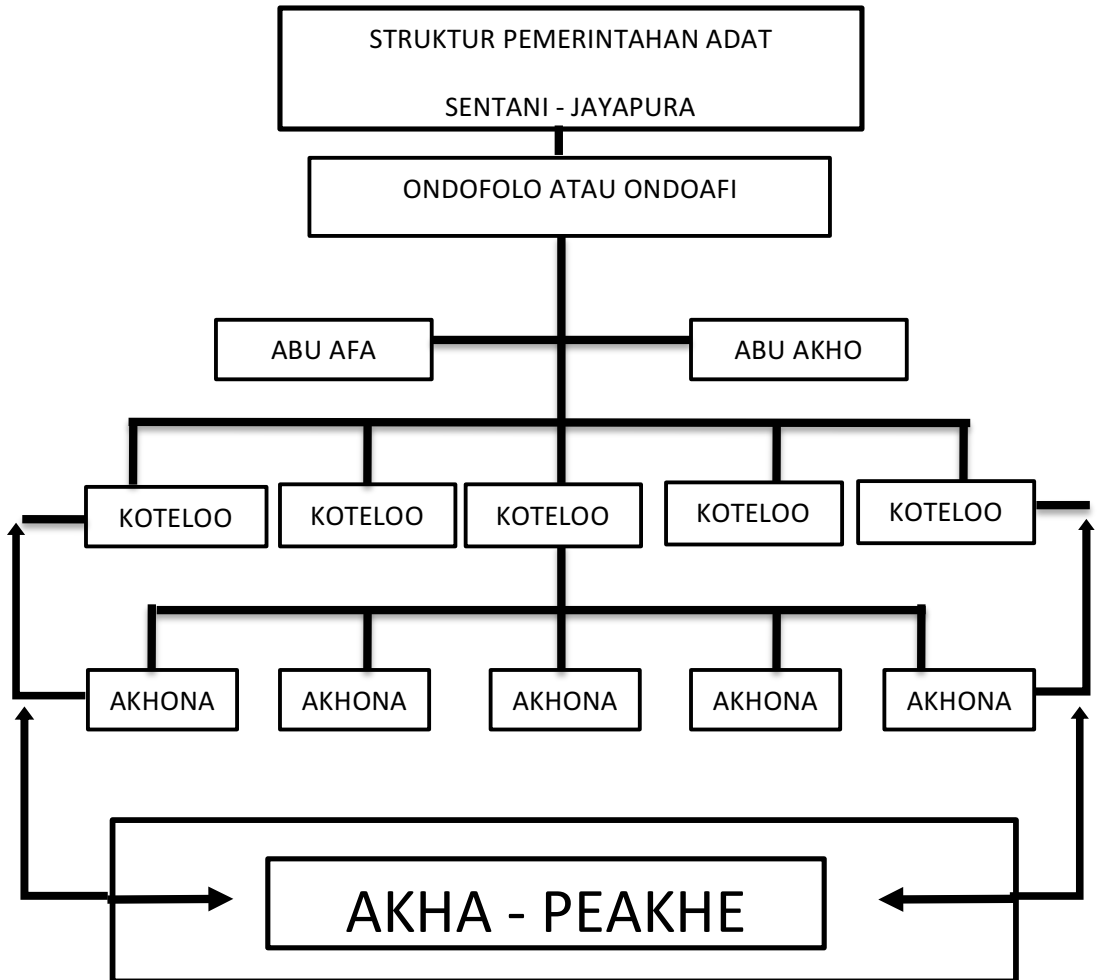 STRUKTUR PEMERINTAHAN ADAT
SENTANI - JAYAPURA
ONDOFOLO ATAU ONDOAFI
ABU AFA
ABU AKHO
KOTELOO
KOTELOO
KOTELOO
KOTELOO
KOTELOO
AKHONA
AKHONA
AKHONA
AKHONA
AKHONA
AKHA - PEAKHE